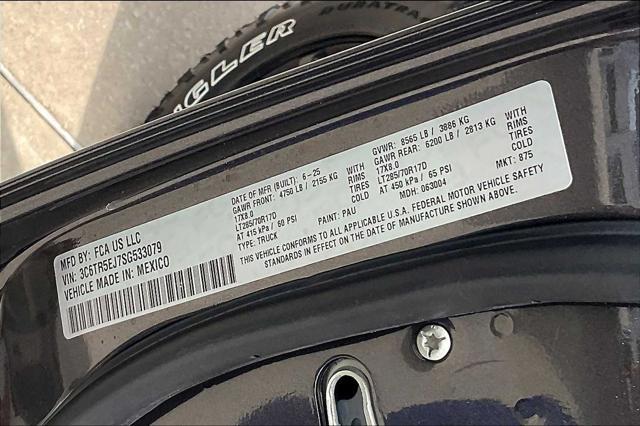 DURATRAC
WRANGLER
MFD BY: FCA US LLC
VIN: 3C6TR5EJ7SG533079
VEHICLE MADE IN: MEXICO
DATE OF MFR (BUILT): 6-25
GAWR FRONT: 4750 LB / 2155 KG WITH
17X8.0 RIMS
LT285/70R17D TIRES
AT 415 kPa / 60 PSI COLD
TYPE: TRUCK PAINT: PAU
GVWR: 8565 LB / 3886 KG
GAWR REAR: 6200 LB / 2813 KG WITH
17X8.0 RIMS
LT285/70R17D TIRES
AT 450 kPa / 65 PSI COLD
MDH: 063004 MKT: 875
THIS VEHICLE CONFORMS TO ALL APPLICABLE U.S.A. FEDERAL MOTOR VEHICLE SAFETY
STANDARDS IN EFFECT ON THE DATE OF MANUFACTURE SHOWN ABOVE.